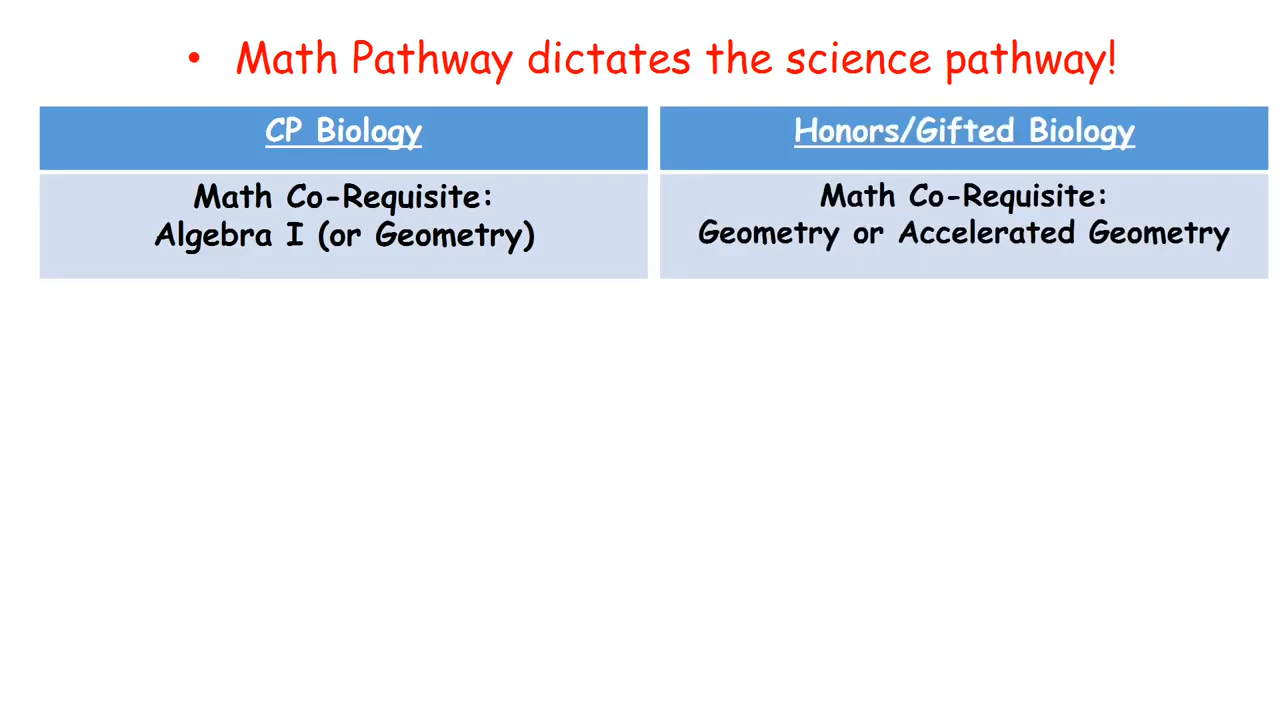 • Math Pathway dictates the science pathway!
CP Biology
Math Co-Requisite:
Algebra I (or Geometry)
Honors/Gifted Biology
Math Co-Requisite:
Geometry or Accelerated Geometry